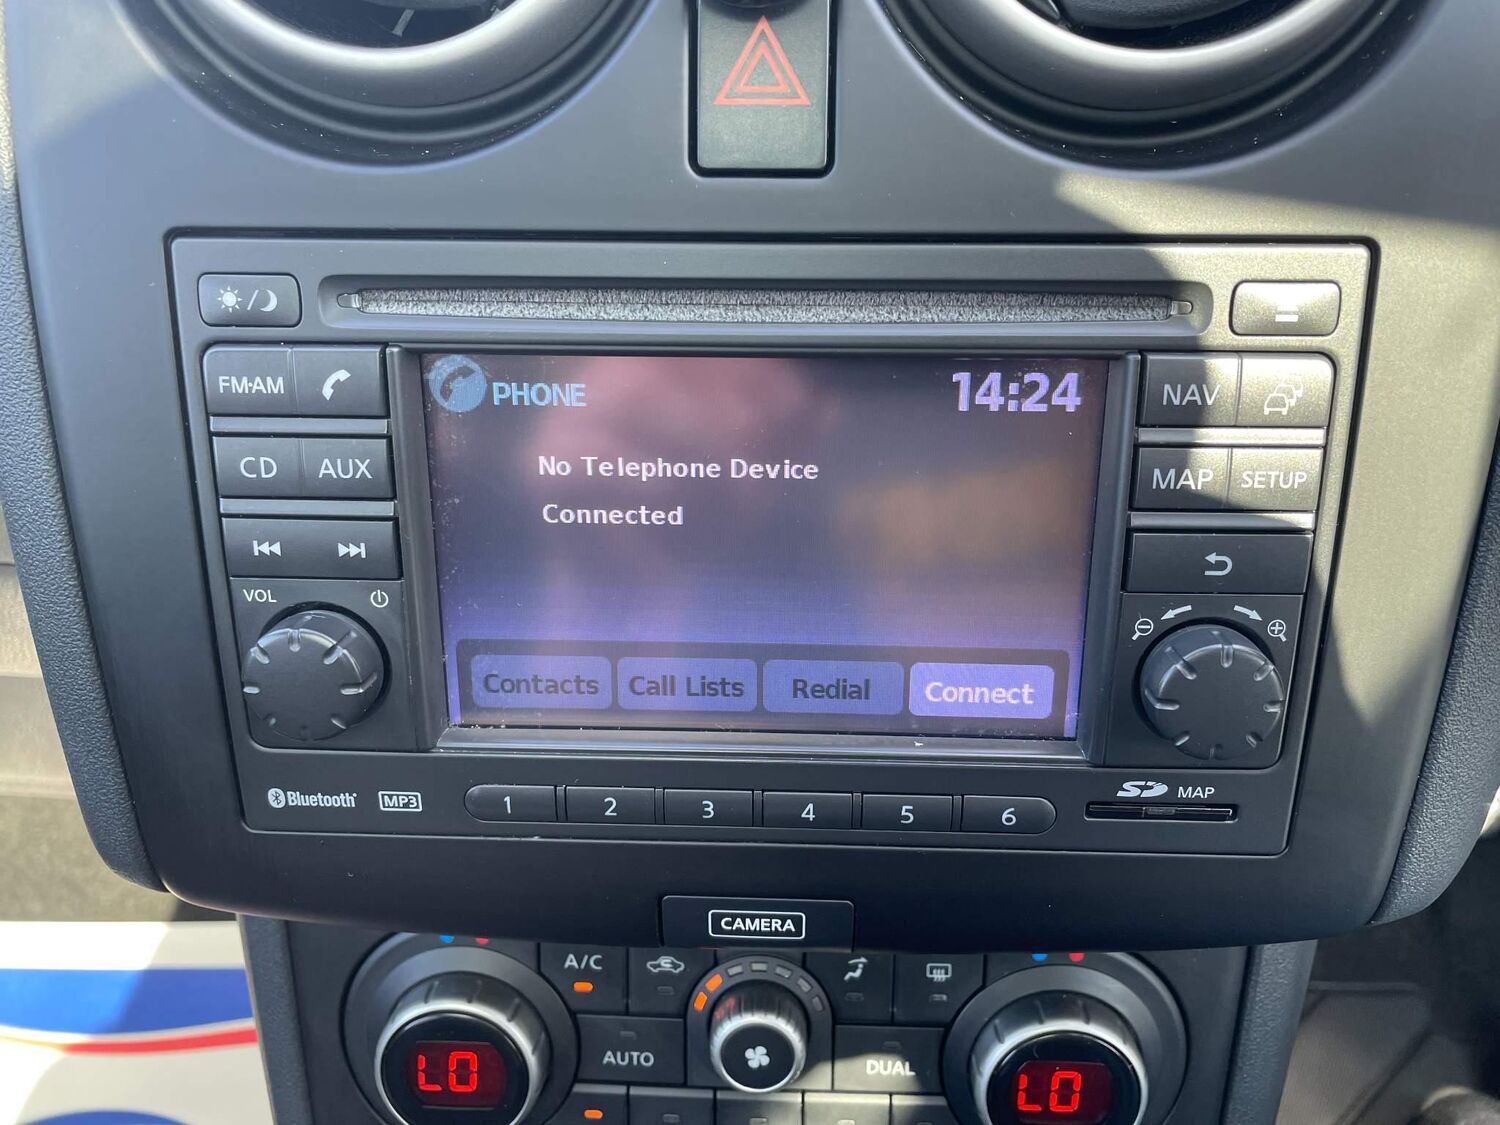 PHONE 14:24
No Telephone Device
Connected
Contacts Call Lists Redial Connect
FM·AM
CD AUX
VOL
NAV
MAP SETUP
Bluetooth MP3 1 2 3 4 5 6 SD MAP
CAMERA
A/C
AUTO DUAL
LO LO